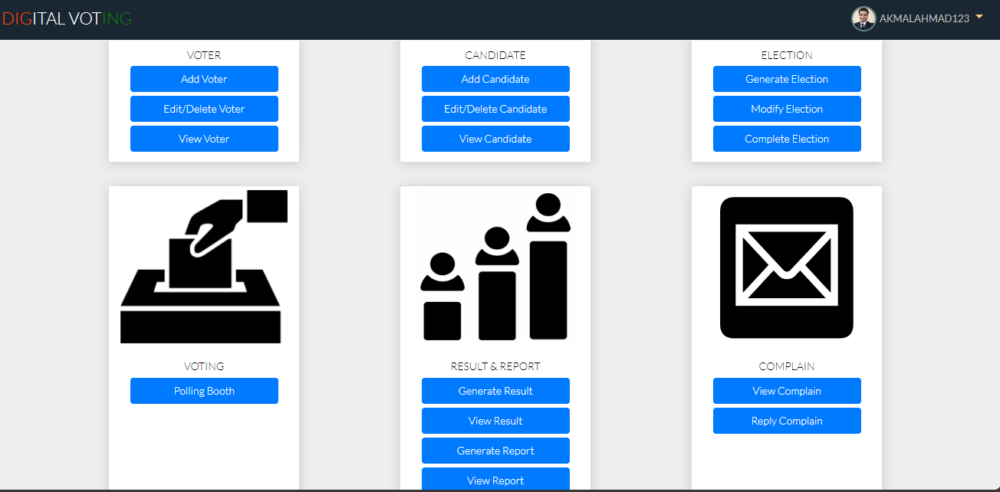 DIGITAL VOTING
AKMALAHMAD123
VOTER
Add Voter
Edit/Delete Voter
View Voter
CANDIDATE
Add Candidate
Edit/Delete Candidate
View Candidate
ELECTION
Generate Election
Modify Election
Complete Election
VOTING
Polling Booth
RESULT & REPORT
Generate Result
View Result
Generate Report
View Report
COMPLAIN
View Complain
Reply Complain